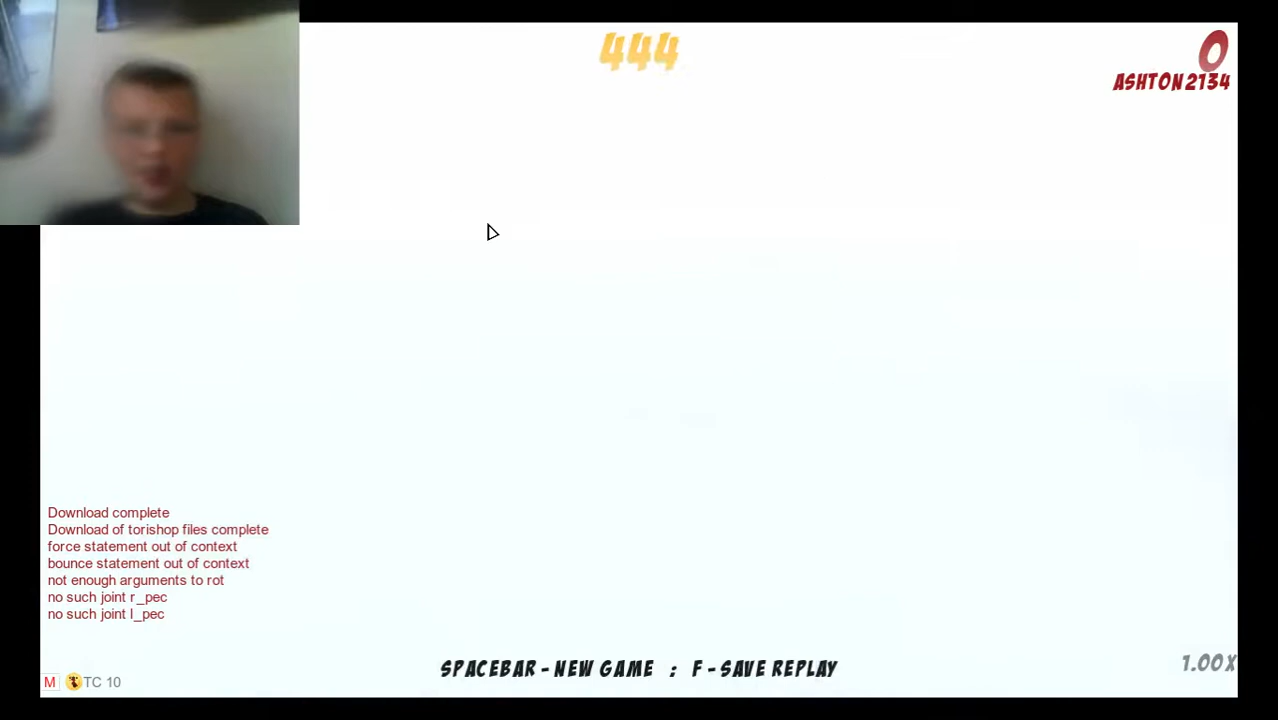 444
0
ASHTON2134
Download complete
Download of torishop files complete
force statement out of context
bounce statement out of context
not enough arguments to rot
no such joint r_pec
no such joint l_pec
SPACEBAR - NEW GAME : F - SAVE REPLAY
1.00X
M TC 10